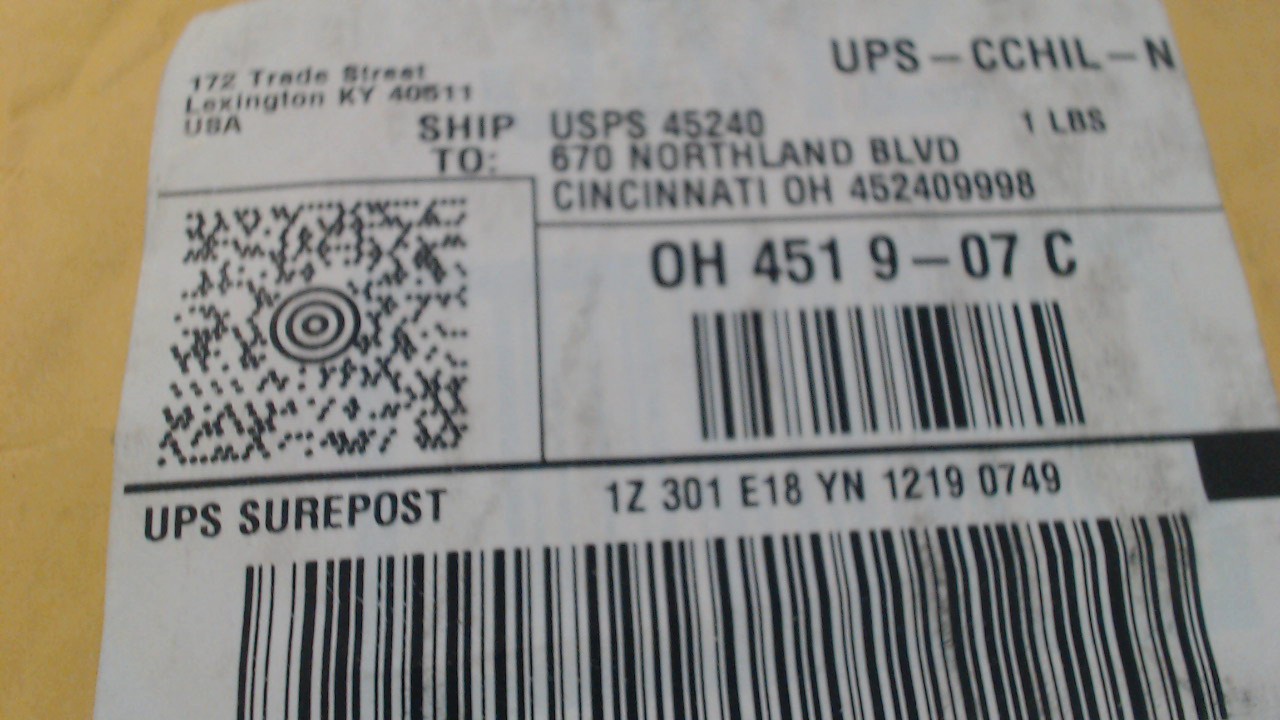 UPS – CCHIL – N
172 Trade Street
Lexington KY 40511
USA
1 LBS
SHIP TO:
USPS 45240
670 NORTHLAND BLVD
CINCINNATI OH 452409998
OH 451 9–07 C
UPS SUREPOST
1Z 301 E18 YN 1219 0749